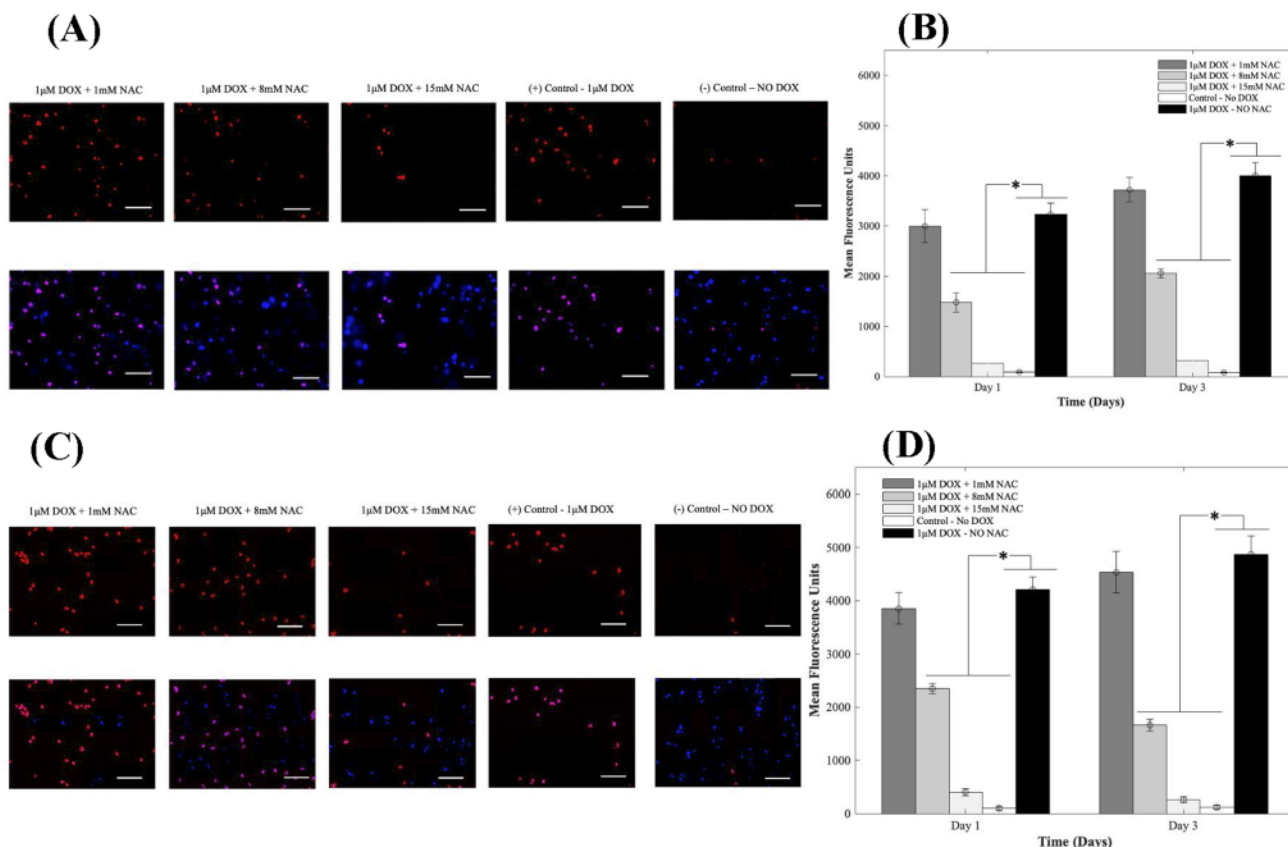 (A)
1μM DOX + 1mM NAC
1μM DOX + 8mM NAC
1μM DOX + 15mM NAC
(+) Control - 1μM DOX
(-) Control – NO DOX
(B)
6000
5000
4000
3000
2000
1000
0
Mean Fluorescence Units
1μM DOX + 1mM NAC
1μM DOX + 8mM NAC
1μM DOX + 15mM NAC
Control - No DOX
1μM DOX - NO NAC
*
*
Day 1
Day 3
Time (Days)
(C)
1μM DOX + 1mM NAC
1μM DOX + 8mM NAC
1μM DOX + 15mM NAC
(+) Control - 1μM DOX
(-) Control – NO DOX
(D)
6000
5000
4000
3000
2000
1000
0
Mean Fluorescence Units
1μM DOX + 1mM NAC
1μM DOX + 8mM NAC
1μM DOX + 15mM NAC
Control - No DOX
1μM DOX - NO NAC
*
*
Day 1
Day 3
Time (Days)